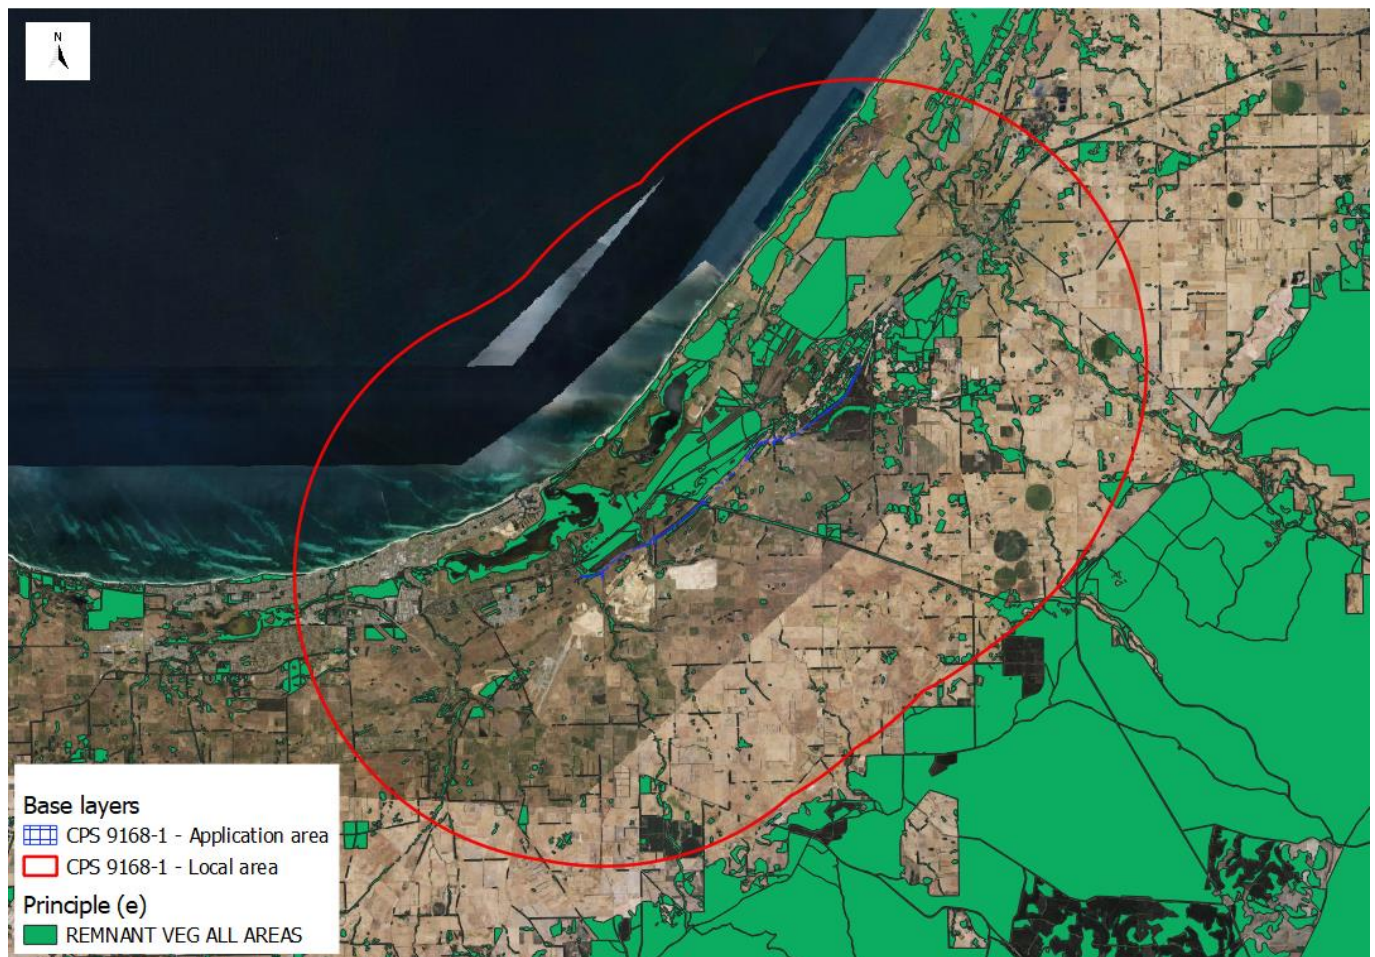 N
Base layers
CPS 9168-1 - Application area
CPS 9168-1 - Local area
Principle (e)
REMNANT VEG ALL AREAS